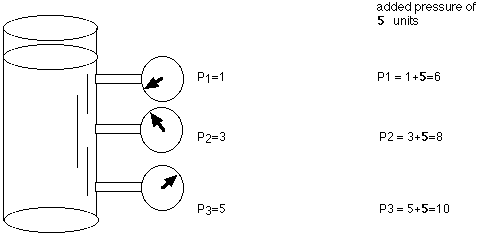 added pressure of
5 units
P1=1
P1 = 1+5=6
P2=3
P2 = 3+5=8
P3=5
P3 = 5+5=10